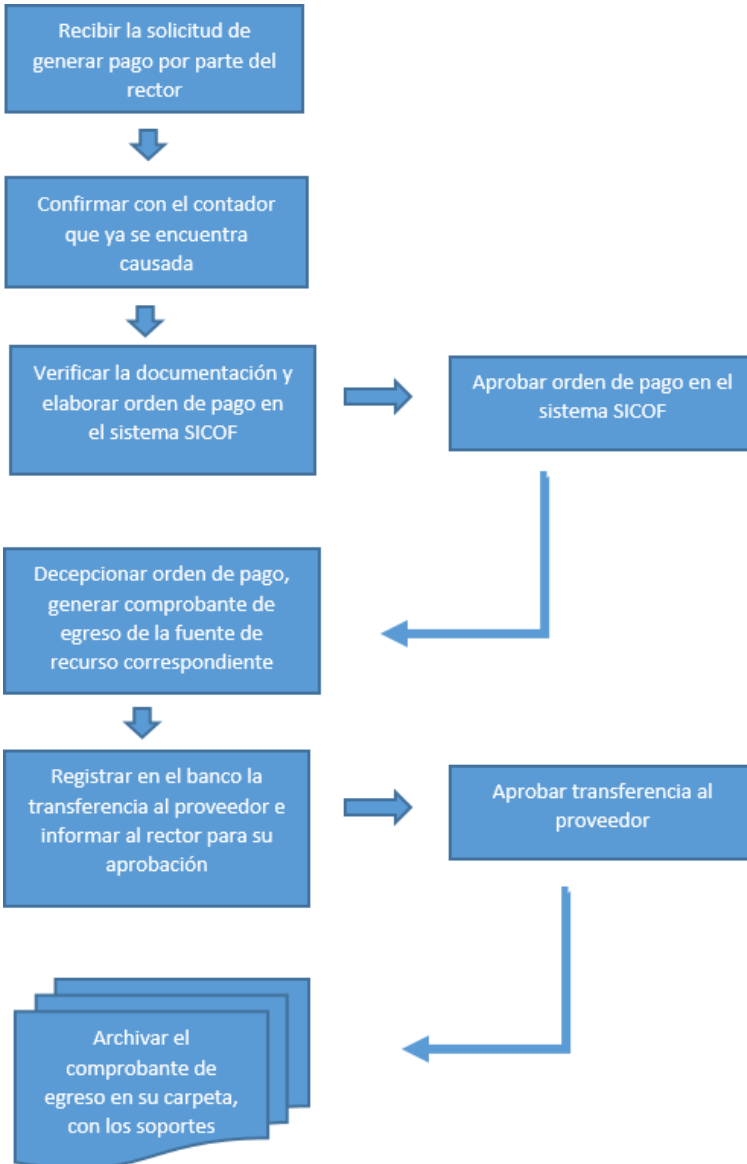 Recibir la solicitud de
generar pago por parte del
rector
Confirmar con el contador
que ya se encuentra
causada
Verificar la documentación y
elaborar orden de pago en
el sistema SICOF
Aprobar orden de pago en el
sistema SICOF
Decepcionar orden de pago,
generar comprobante de
egreso de la fuente de
recurso correspondiente
Registrar en el banco la
transferencia al proveedor e
informar al rector para su
aprobación
Aprobar transferencia al
proveedor
Archivar el
comprobante de
egreso en su carpeta,
con los soportes